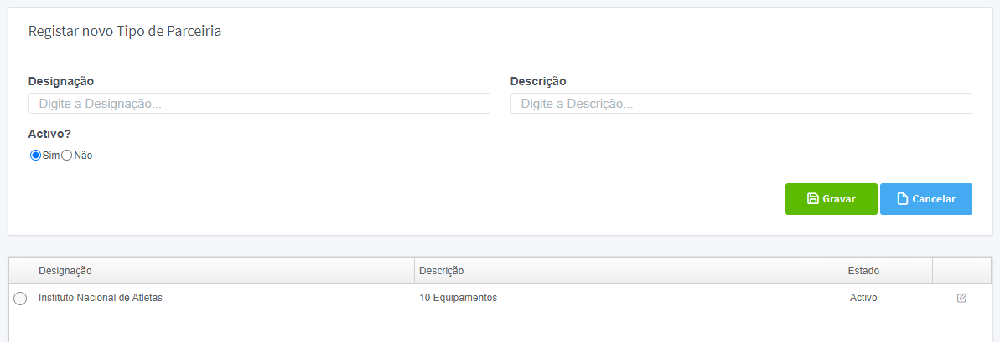 Registar novo Tipo de Parceiria
Designação Descrição
Digite a Designação... Digite a Descrição...
Activo?
Sim Não
Gravar Cancelar
Designação Descrição Estado
Instituto Nacional de Atletas 10 Equipamentos Activo